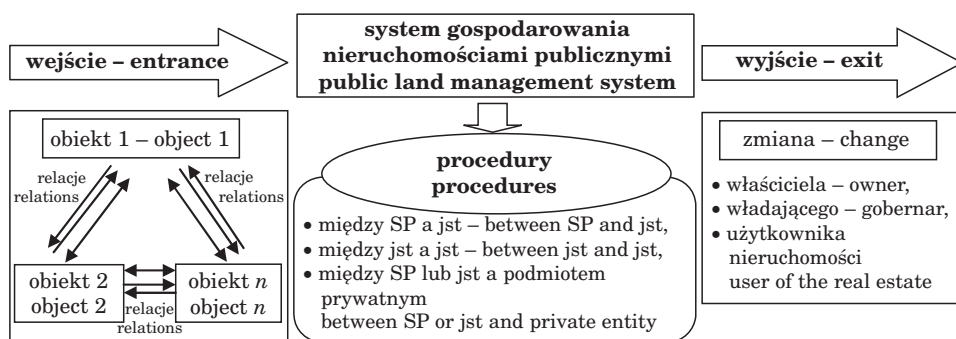 wejście – entrance
system gospodarowania
nieruchomościami publicznymi
public land management system
wyjście – exit
obiekt 1 – object 1
relacje
relations
relacje
relations
obiekt 2
object 2
obiekt n
object n
relacje
relations
procedury
procedures
• między SP a jst – between SP and jst,
• między jst a jst – between jst and jst,
• między SP lub jst a podmiotem
prywatnym
between SP or jst and private entity
zmiana – change
• właściciela – owner,
• władającego – gobernar,
• użytkownika
nieruchomości
user of the real estate